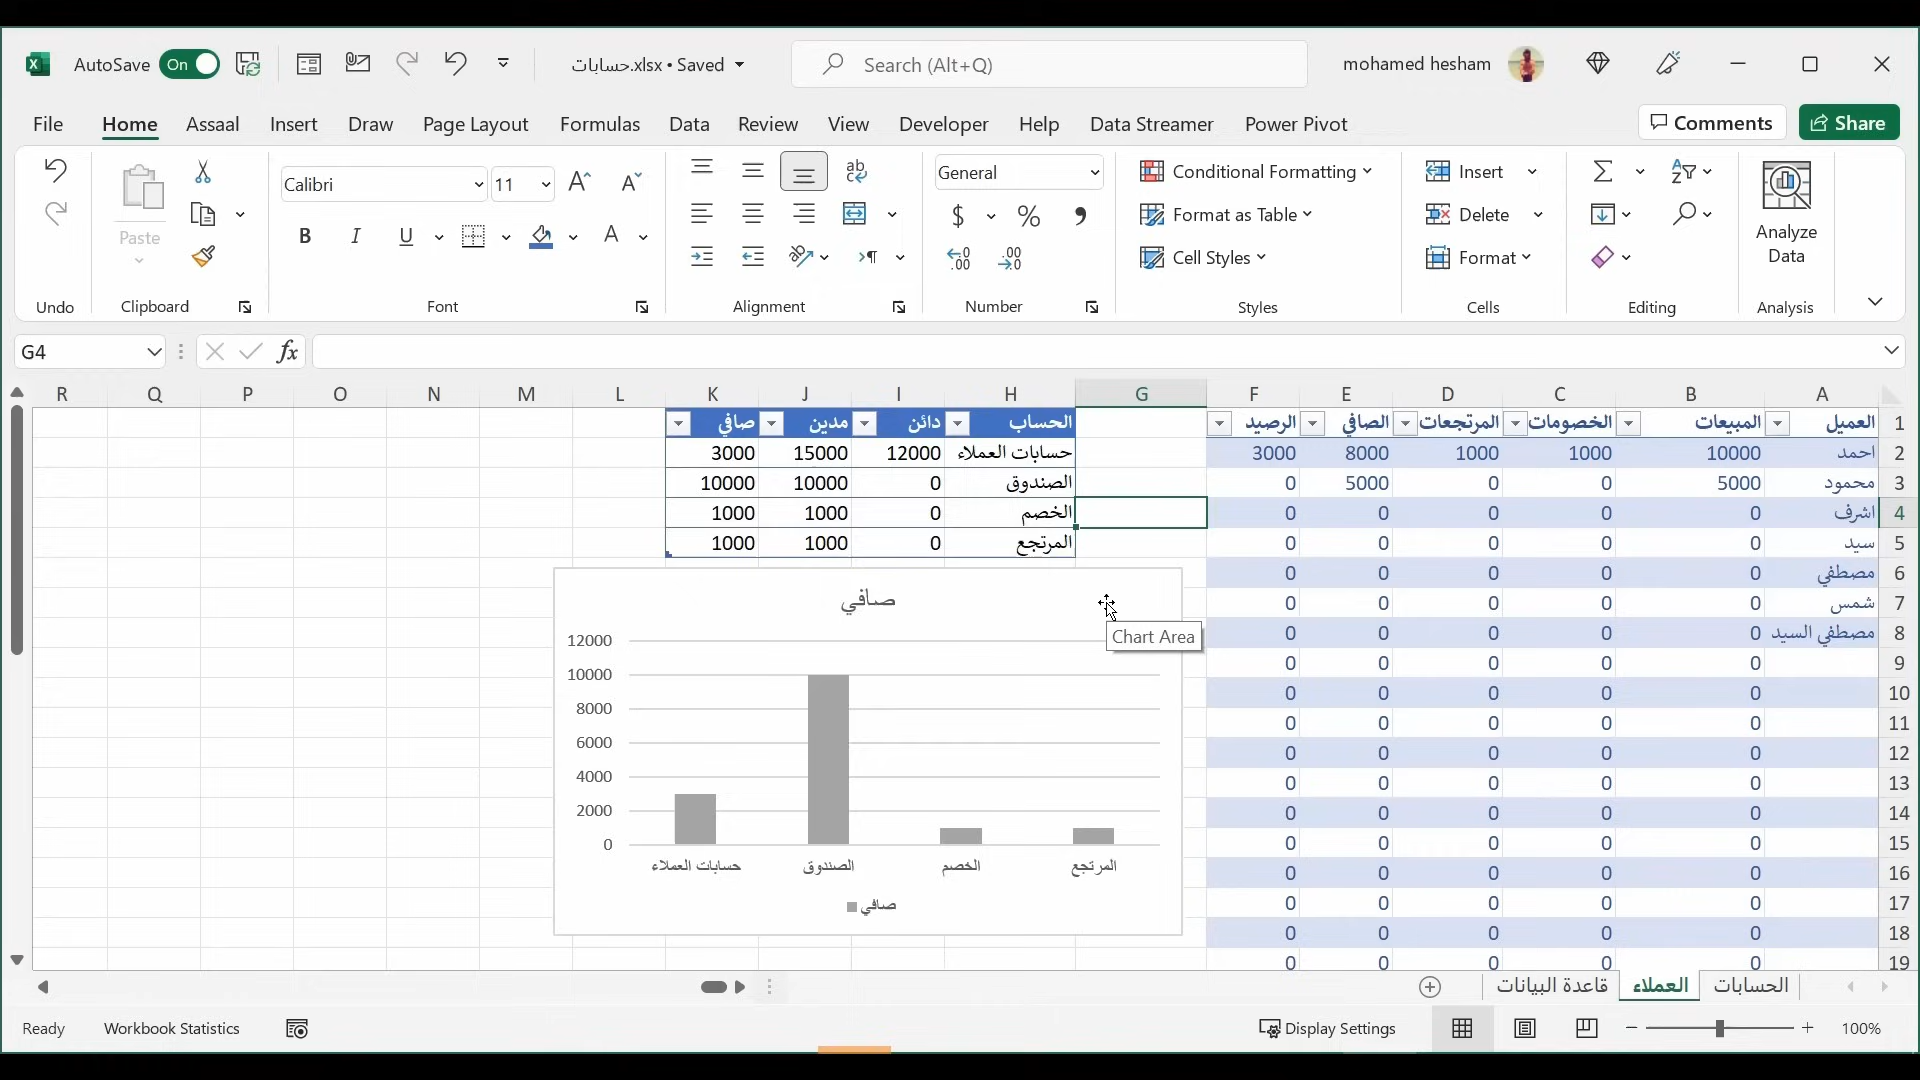 AutoSave On حسابات.xlsx • Saved Search (Alt+Q) mohamed hesham
File Home Assaal Insert Draw Page Layout Formulas Data Review View Developer Help Data Streamer Power Pivot Comments Share
Calibri 11 General Conditional Formatting Insert
Format as Table Delete
Cell Styles Format
Paste
Analyze
Data
Undo Clipboard Font Alignment Number Styles Cells Editing Analysis
G4 fx
R Q P O N M L K J I H G F E D C B A
العميل المبيعات الخصومات المرتجعات الصافي الرصيد الحساب دائن مدين صافي 1
احمد 10000 1000 1000 8000 3000 حسابات العملاء 12000 15000 3000 2
محمود 5000 0 0 5000 0 الصندوق 0 10000 10000 3
اشرف 0 0 0 0 0 الخصم 0 1000 1000 4
سيد 0 0 0 0 0 المرتجع 0 1000 1000 5
مصطفي 0 0 0 0 0 6
شمس 0 0 0 0 0 7
مصطفي السيد 0 0 0 0 0 8
0 0 0 0 0 9
0 0 0 0 0 10
0 0 0 0 0 11
0 0 0 0 0 12
0 0 0 0 0 13
0 0 0 0 0 14
0 0 0 0 0 15
0 0 0 0 0 16
0 0 0 0 0 17
0 0 0 0 0 18
0 0 0 0 0 19
صافي
Chart Area
12000
10000
8000
6000
4000
2000
0
حسابات العملاء الصندوق الخصم المرتجع
صافي
الحسابات العملاء قاعدة البيانات
Ready Workbook Statistics Display Settings 100%